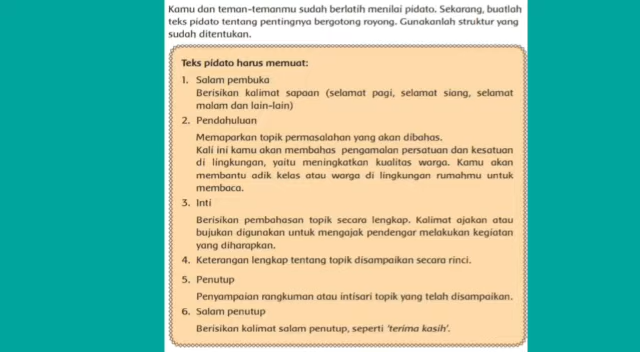 Kamu dan teman-temanmu sudah berlatih menilai pidato. Sekarang, buatlah
teks pidato tentang pentingnya bergotong royong. Gunakanlah struktur yang
sudah ditentukan.
Teks pidato harus memuat:
1. Salam pembuka
Berisikan kalimat sapaan (selamat pagi, selamat siang, selamat
malam dan lain-lain)
2. Pendahuluan
Memaparkan topik permasalahan yang akan dibahas.
Kali ini kamu akan membahas pengamalan persatuan dan kesatuan
di lingkungan, yaitu meningkatkan kualitas warga. Kamu akan
membantu adik kelas atau warga di lingkungan rumahmu untuk
membaca.
3. Inti
Berisikan pembahasan topik secara lengkap. Kalimat ajakan atau
bujukan digunakan untuk mengajak pendengar melakukan kegiatan
yang diharapkan.
4. Keterangan lengkap tentang topik disampaikan secara rinci.
5. Penutup
Penyampaian rangkuman atau intisari topik yang telah disampaikan.
6. Salam penutup
Berisikan kalimat salam penutup, seperti ‘terima kasih’.